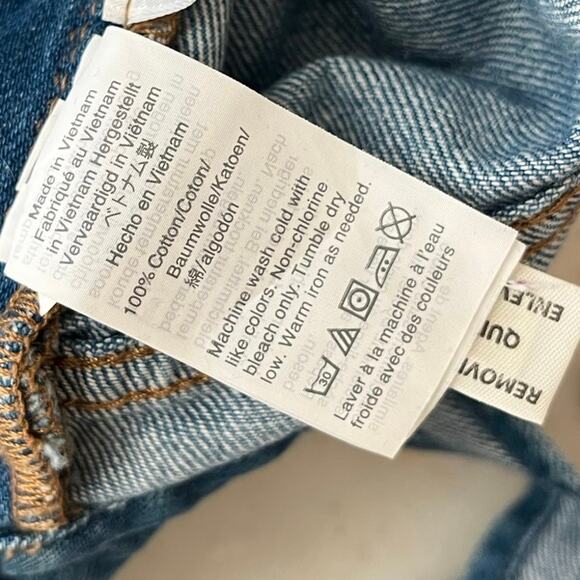 Made in Vietnam
Fabriqué au Vietnam
in Vietnam Hergestellt
Vervaardigd in Viëtnam
ベトナム製
Hecho en Vietnam
100% Cotton/Coton/
Baumwolle/Katoen/
綿/algodón
Machine wash cold with
like colors. Non-chlorine
bleach only. Tumble dry
low. Warm iron as needed.
30
Laver à la machine à l'eau
froide avec des couleurs
REMOVE
QUI
ENLEV